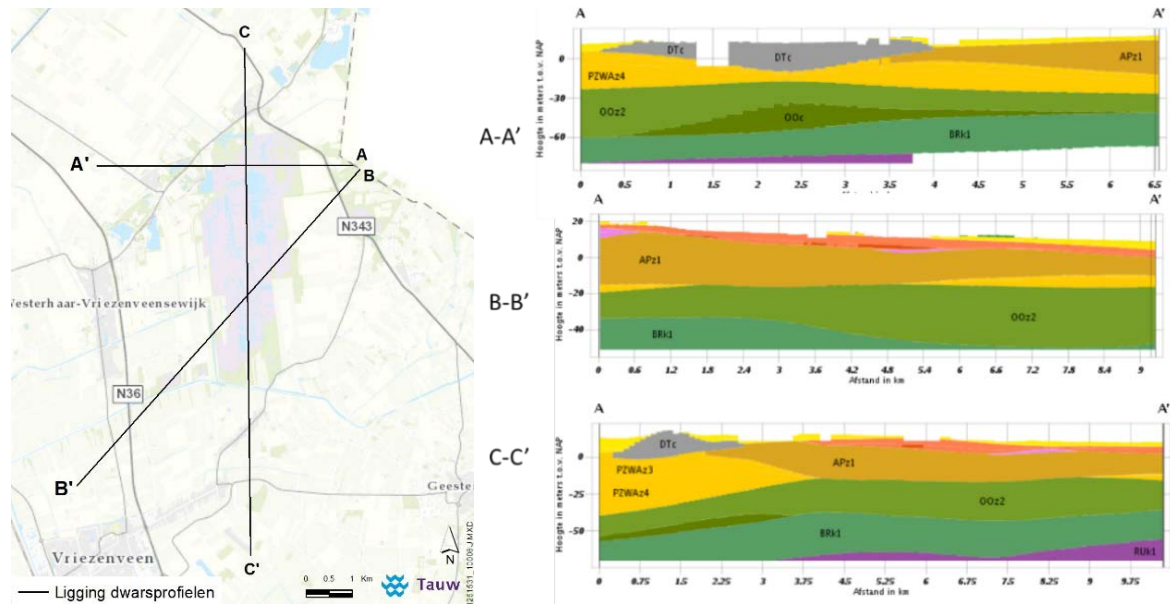 C
A'
A
B
N343
Westerhaar-Vriezenveensewijk
N36
B'
Geester
Vriezenveen
C'
N
0 0.5 1 Km
Tauw
Ligging dwarsprofielen
A-A'
A A'
Hoogte in meters t.o.v. NAP
0
-30
-60
DTc
DTc
APz1
PZWAz4
OOz2
OOc
BRk1
0 0.5 1 1.5 2 2.5 3 3.5 4 4.5 5 5.5 6 6.5
B-B'
A A'
Hoogte in meters t.o.v. NAP
20
0
-20
-40
APz1
OOz2
BRk1
0 0.6 1.2 1.8 2.4 3 3.6 4.2 4.8 5.4 6 6.6 7.2 7.8 8.4 9
Afstand in km
C-C'
A A'
Hoogte in meters t.o.v. NAP
0
-25
-50
DTc
PZWAz3
APz1
PZWAz4
OOz2
BRk1
RUk1
0 0.75 1.5 2.25 3 3.75 4.5 5.25 6 6.75 7.5 8.25 9 9.75
Afstand in km